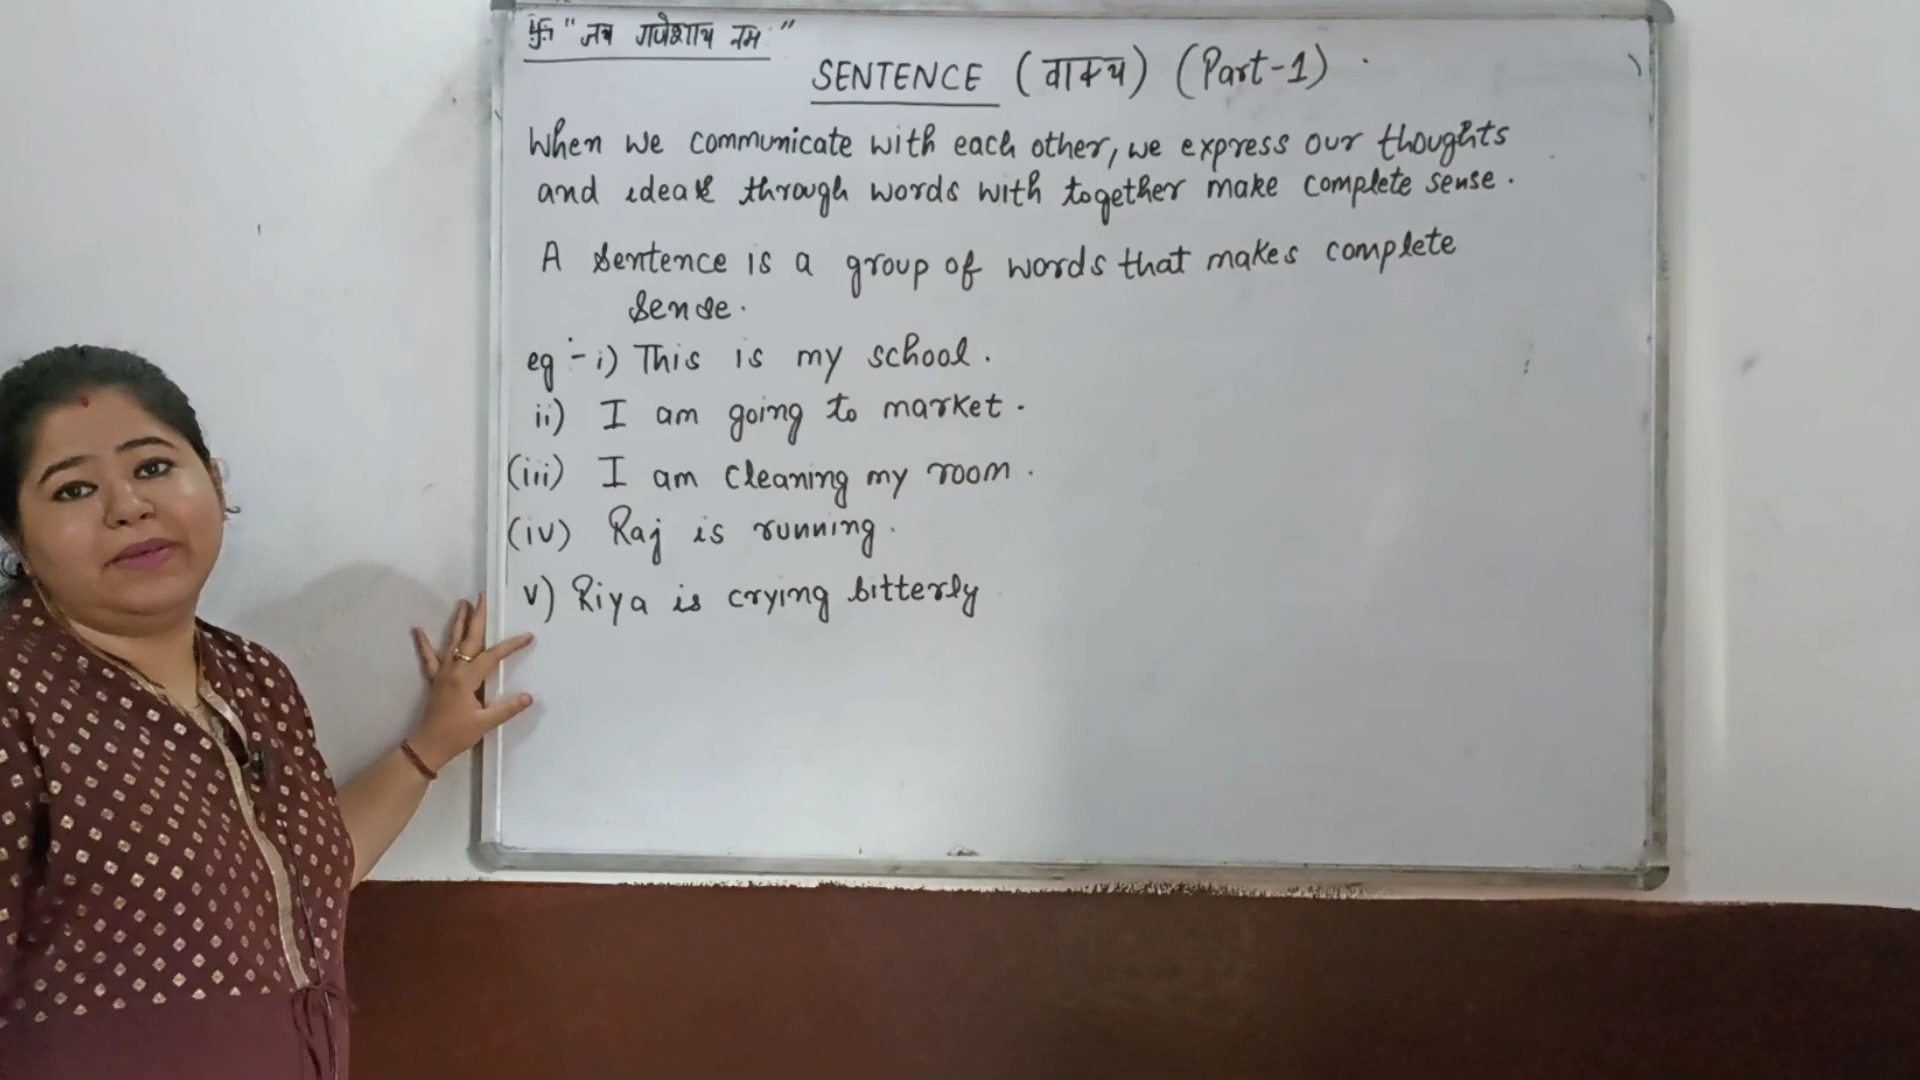 卐 "जय गणेशाय नमः"
SENTENCE (वाक्य) (Part-1)
When we communicate with each other, we express our thoughts
and ideas through words with together make complete sense.
A sentence is a group of words that makes complete
sense.
eg :- i) This is my school.
ii) I am going to market.
(iii) I am cleaning my room.
(iv) Raj is running.
v) Riya is crying bitterly